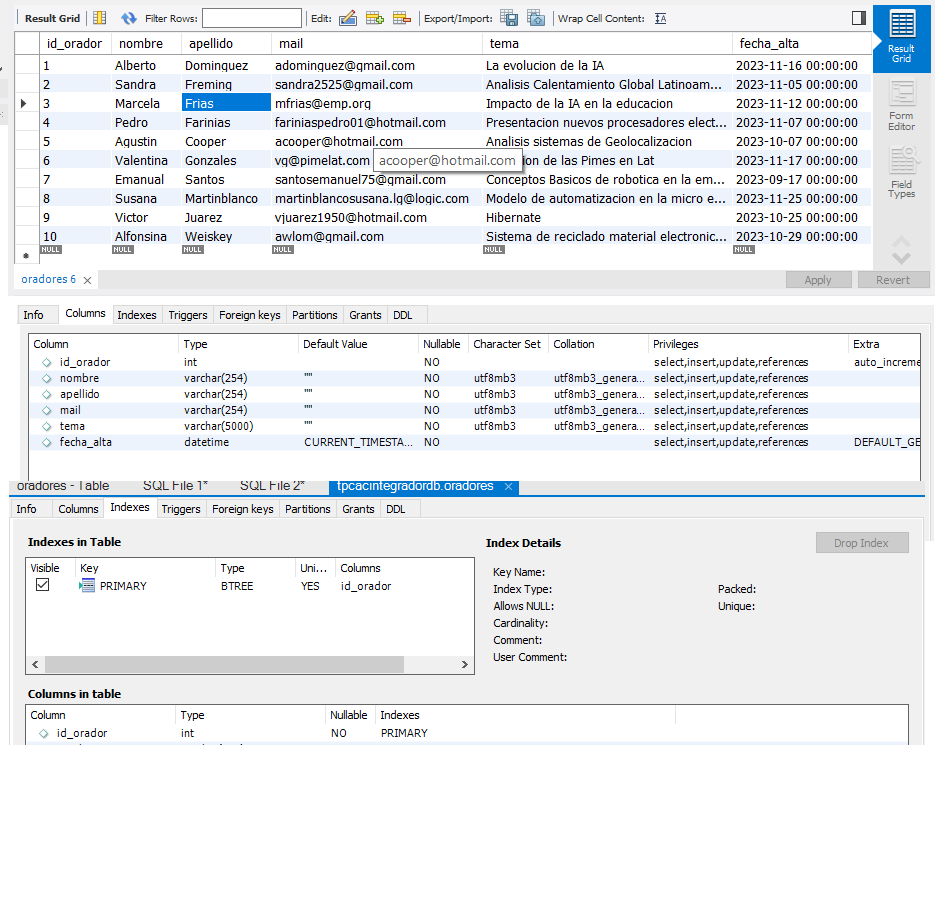 Result Grid Filter Rows: Edit: Export/Import: Wrap Cell Content: IA
id_orador nombre apellido mail tema fecha_alta
1 Alberto Dominguez adominguez@gmail.com La evolucion de la IA 2023-11-16 00:00:00
2 Sandra Freming sandra2525@gmail.com Analisis Calentamiento Global Latinoam... 2023-11-05 00:00:00
3 Marcela Frias mfrias@emp.org Impacto de la IA en la educacion 2023-11-12 00:00:00
4 Pedro Farinias fariniaspedro01@hotmail.com Presentacion nuevos procesadores elect... 2023-11-07 00:00:00
5 Agustin Cooper acooper@hotmail.com Analisis sistemas de Geolocalizacion 2023-10-07 00:00:00
6 Valentina Gonzales vg@pimelat.com acooper@hotmail.com on de las Pimes en Lat 2023-11-17 00:00:00
7 Emanual Santos santosemanuel75@gmail.com Conceptos Basicos de robotica en la em... 2023-09-17 00:00:00
8 Susana Martinblanco martinblancosusana.lg@logic.com Modelo de automatizacion en la micro e... 2023-11-25 00:00:00
9 Victor Juarez vjuarez1950@hotmail.com Hibernate 2023-10-25 00:00:00
10 Alfonsina Weiskey awlom@gmail.com Sistema de reciclado material electronic... 2023-10-29 00:00:00
NULL NULL NULL NULL NULL NULL
Result
Grid
Form
Editor
Field
Types
oradores 6 Apply Revert
Info Columns Indexes Triggers Foreign keys Partitions Grants DDL
Column Type Default Value Nullable Character Set Collation Privileges Extra
id_orador int NO select,insert,update,references auto_increme
nombre varchar(254) "" NO utf8mb3 utf8mb3_genera... select,insert,update,references
apellido varchar(254) "" NO utf8mb3 utf8mb3_genera... select,insert,update,references
mail varchar(254) "" NO utf8mb3 utf8mb3_genera... select,insert,update,references
tema varchar(5000) "" NO utf8mb3 utf8mb3_genera... select,insert,update,references
fecha_alta datetime CURRENT_TIMESTA... NO select,insert,update,references DEFAULT_GE
oradores - Table SQL File 1* SQL File 2* tpcacintegradordb.oradores
Info Columns Indexes Triggers Foreign keys Partitions Grants DDL
Indexes in Table
Visible Key Type Uni... Columns
PRIMARY BTREE YES id_orador
Index Details Drop Index
Key Name:
Index Type: Packed:
Allows NULL: Unique:
Cardinality:
Comment:
User Comment:
Columns in table
Column Type Nullable Indexes
id_orador int NO PRIMARY